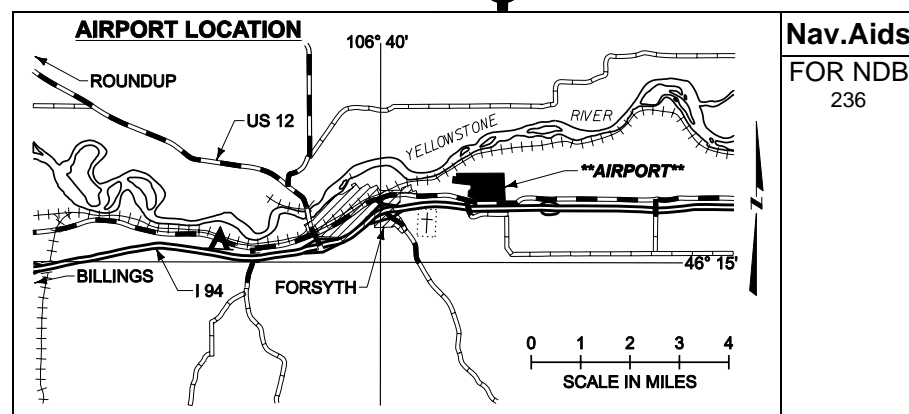 AIRPORT LOCATION
106° 40'
Nav.Aids
FOR NDB
236
ROUNDUP
US 12
YELLOWSTONE RIVER
**AIRPORT**
N
46° 15'
BILLINGS
I 94
FORSYTH
0 1 2 3 4
SCALE IN MILES